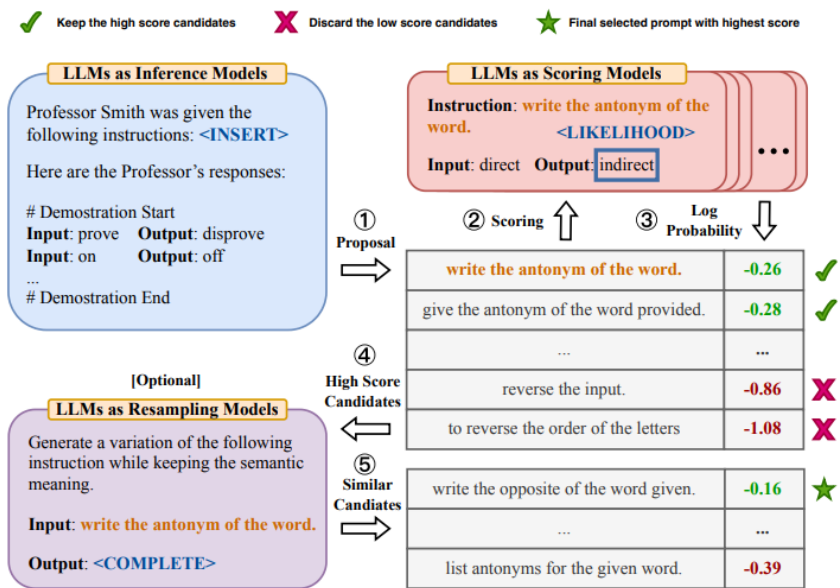 Keep the high score candidates
Discard the low score candidates
Final selected prompt with highest score
LLMs as Inference Models
Professor Smith was given the
following instructions: <INSERT>
Here are the Professor's responses:
# Demostration Start
Input: prove Output: disprove
Input: on Output: off
...
# Demostration End
LLMs as Scoring Models
Instruction: write the antonym of the
word. <LIKELIHOOD>
Input: direct Output: indirect
...
① Proposal
② Scoring
③ Log
Probability
write the antonym of the word. -0.26
give the antonym of the word provided. -0.28
... ...
reverse the input. -0.86
to reverse the order of the letters -1.08
④
High Score
Candidates
[Optional]
LLMs as Resampling Models
Generate a variation of the following
instruction while keeping the semantic
meaning.
Input: write the antonym of the word.
Output: <COMPLETE>
⑤
Similar
Candiates
write the opposite of the word given. -0.16
... ...
list antonyms for the given word. -0.39